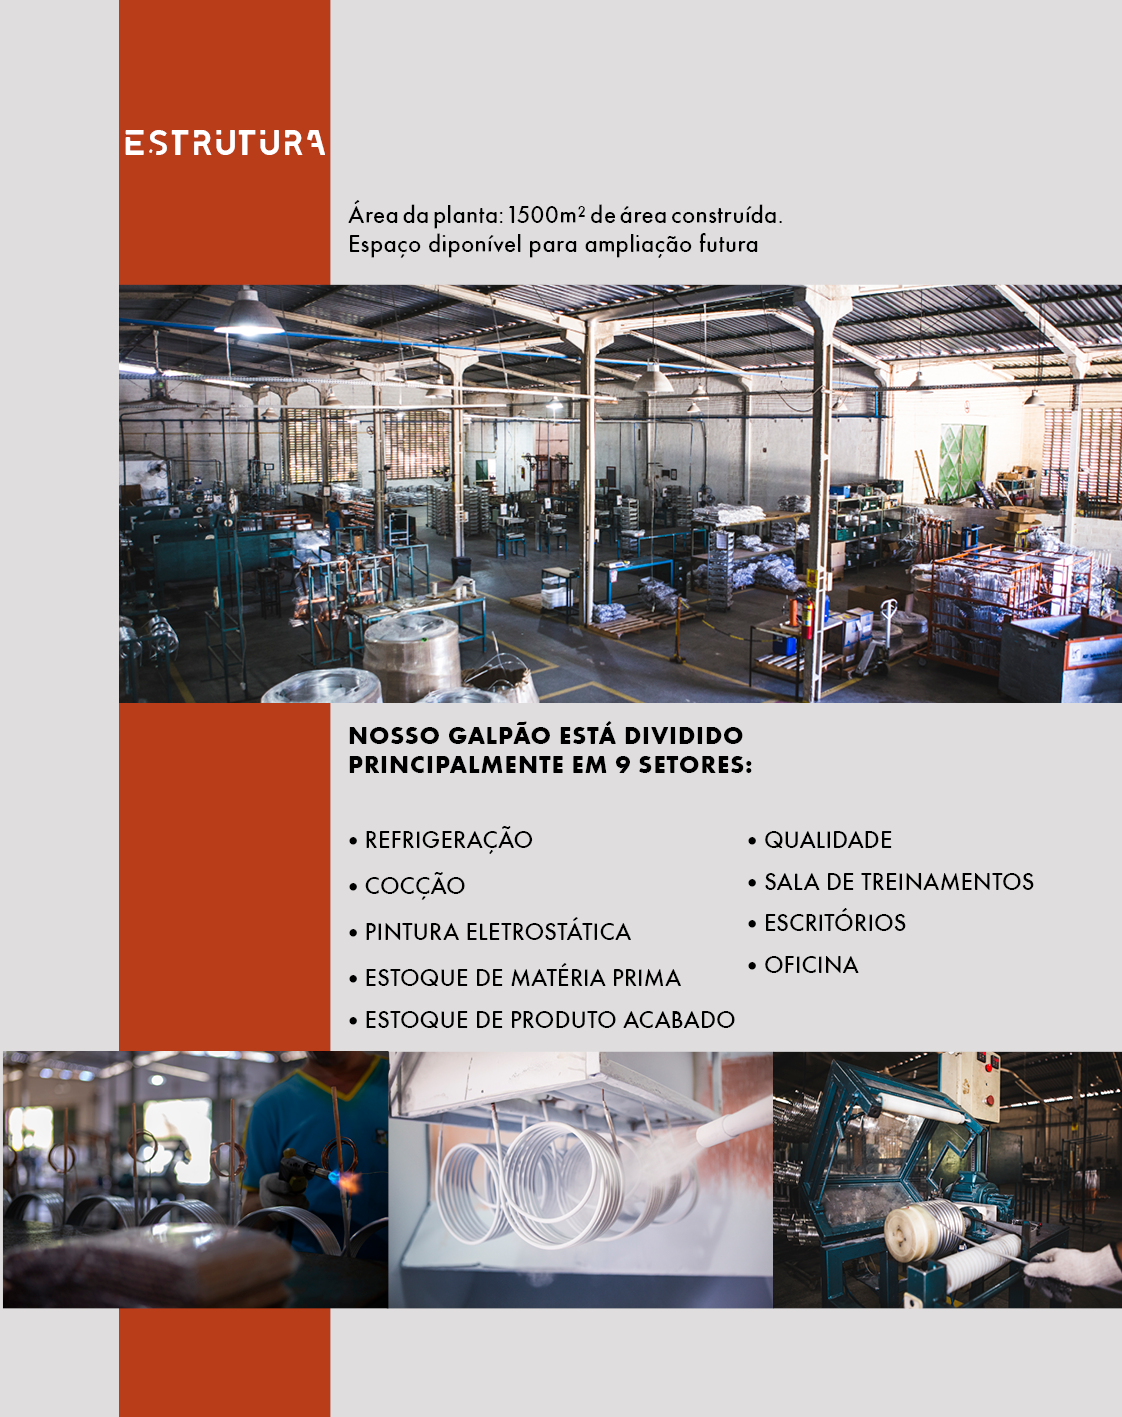 ESTRUTURA
Área da planta: 1500m² de área construída.
Espaço diponível para ampliação futura
NOSSO GALPÃO ESTÁ DIVIDIDO
PRINCIPALMENTE EM 9 SETORES:
• REFRIGERAÇÃO
• COCÇÃO
• PINTURA ELETROSTÁTICA
• ESTOQUE DE MATÉRIA PRIMA
• ESTOQUE DE PRODUTO ACABADO
• QUALIDADE
• SALA DE TREINAMENTOS
• ESCRITÓRIOS
• OFICINA